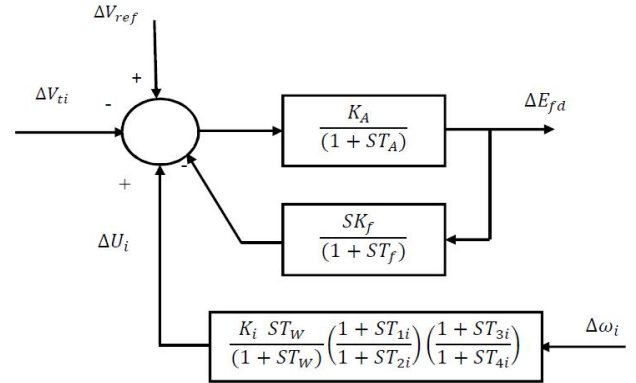 ΔV_ref
+
-
ΔV_ti
K_A / (1 + ST_A)
ΔE_fd
-
+
ΔU_i
SK_f / (1 + ST_f)
K_i ST_W / (1 + ST_W) ((1 + ST_1i) / (1 + ST_2i)) ((1 + ST_3i) / (1 + ST_4i))
Δω_i